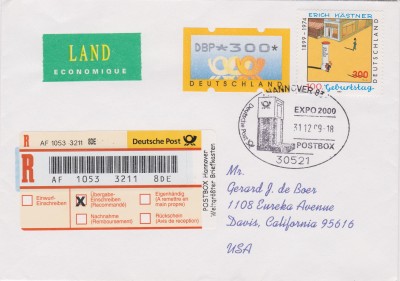 LAND
ECONOMIQUE
DBP*300*
DEUTSCHLAND
ERICH KÄSTNER
1899-1974
DEUTSCHLAND
300
100. Geburtstag
HANNOVER
EXPO 2000
31.12.99-18
POSTBOX
30521
Deutsche Post
R
AF 1053 3211 8DE
Deutsche Post
R
AF 1053 3211 8DE
Einwurf-
Einschreiben
Übergabe-
Einschreiben
(Recommandé)
Eigenhändig
(A remettre en
main propre)
Nachnahme
(Remboursement)
Rückschein
(Avis de reception)
POSTBOX Hannover
Weltgrößter Briefkasten
Mr.
Gerard J. de Boer
1108 Eureka Avenue
Davis, California 95616
USA